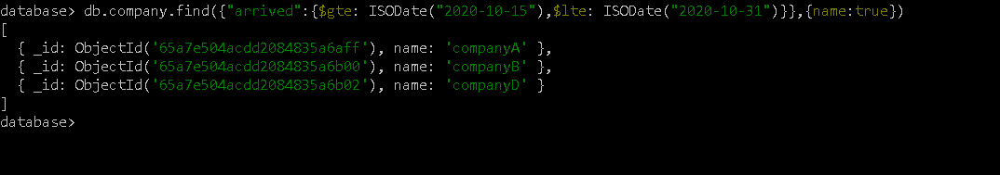 database> db.company.find({"arrived":{$gte: ISODate("2020-10-15"),$lte: ISODate("2020-10-31")}},{name:true})
[
  { _id: ObjectId('65a7e504acdd2084835a6aff'), name: 'companyA' },
  { _id: ObjectId('65a7e504acdd2084835a6b00'), name: 'companyB' },
  { _id: ObjectId('65a7e504acdd2084835a6b02'), name: 'companyD' }
]
database>